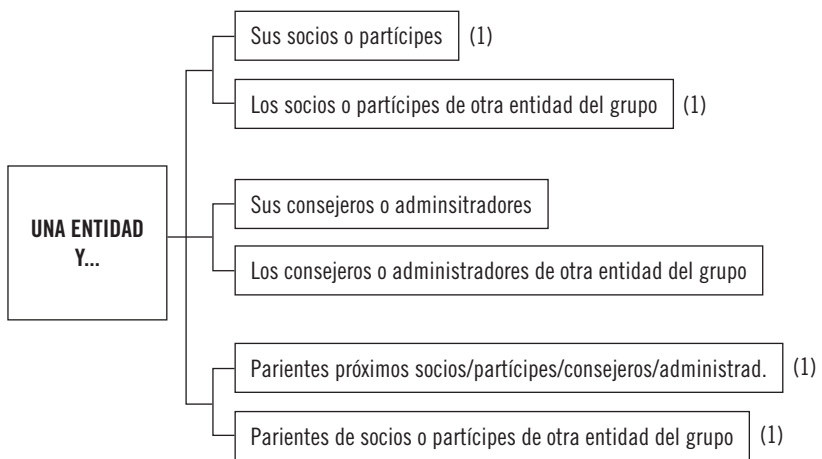 Sus socios o partícipes (1)
Los socios o partícipes de otra entidad del grupo (1)
UNA ENTIDAD
Y...
Sus consejeros o adminsitradores
Los consejeros o administradores de otra entidad del grupo
Parientes próximos socios/partícipes/consejeros/administrad. (1)
Parientes de socios o partícipes de otra entidad del grupo (1)